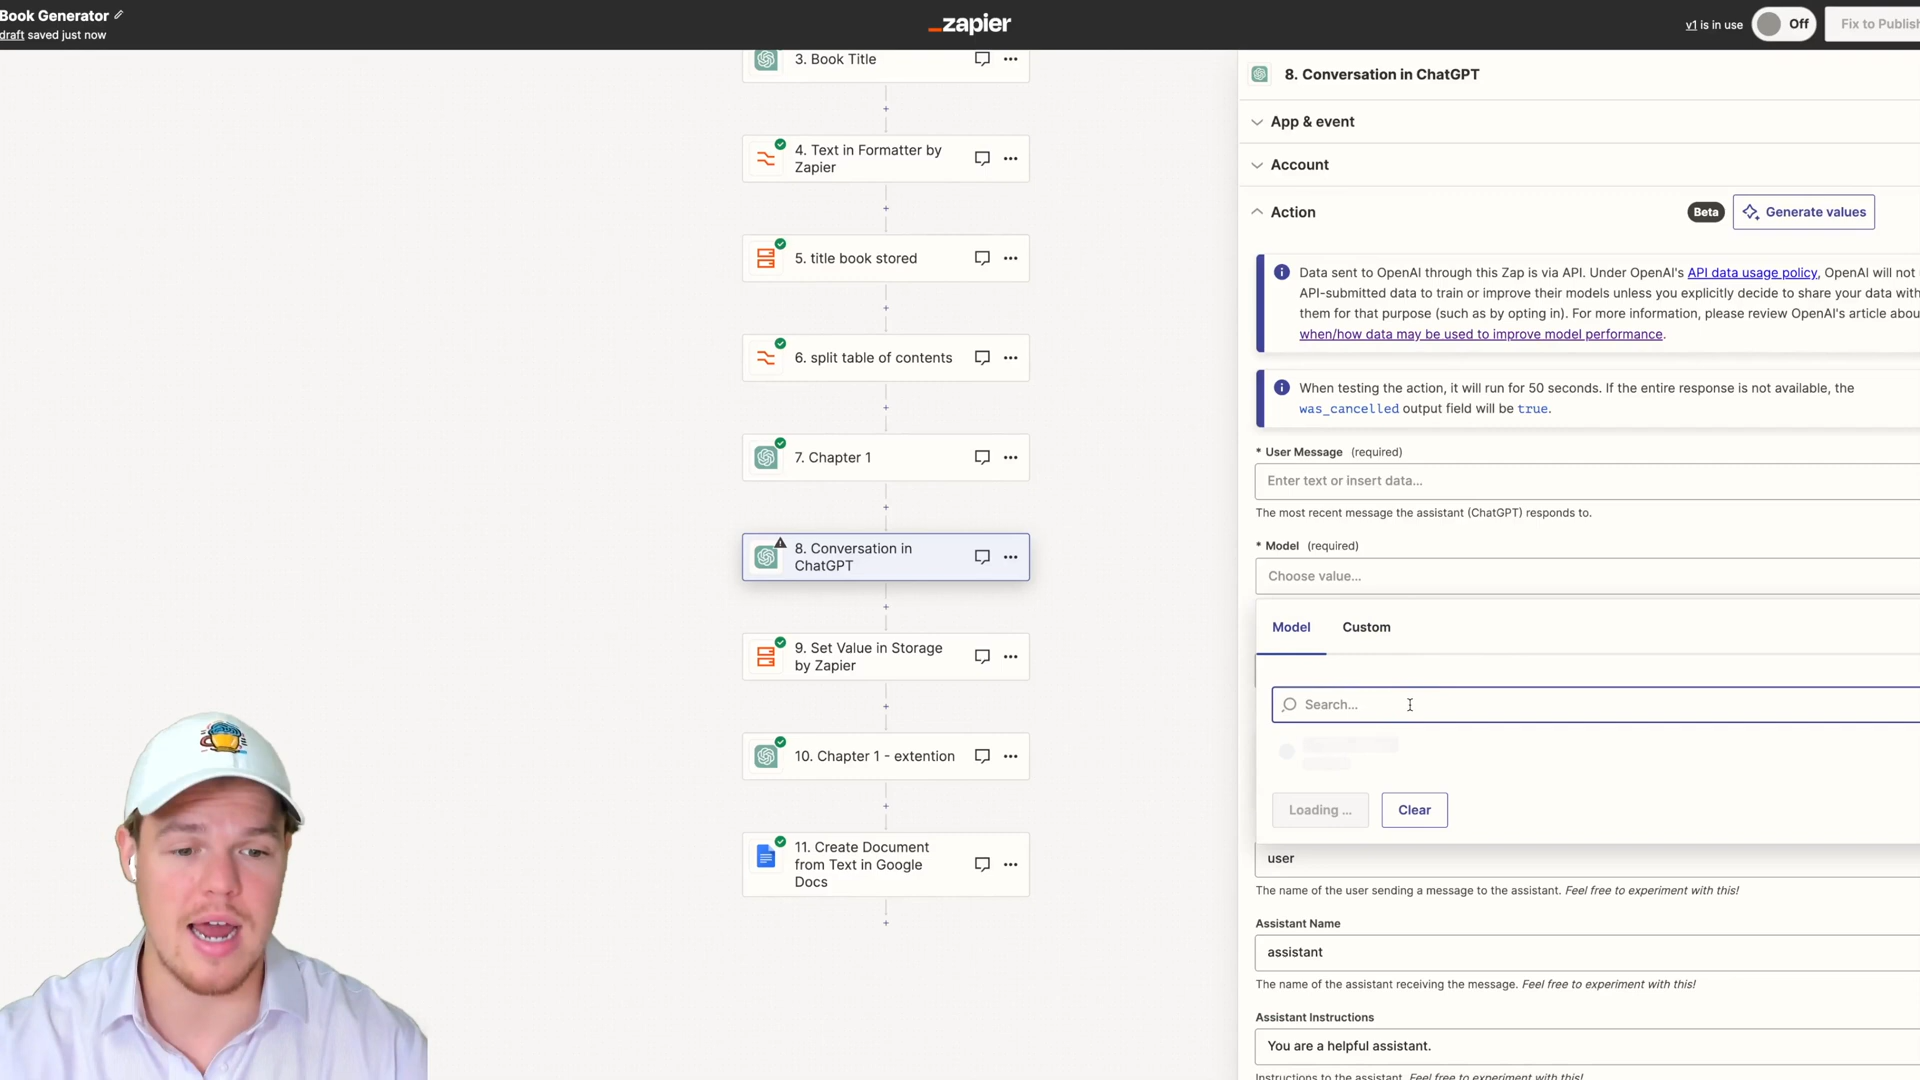 Book Generator
draft saved just now
zapier
v1 is in use
Off
Fix to Publish
3. Book Title
4. Text in Formatter by
Zapier
5. title book stored
6. split table of contents
7. Chapter 1
8. Conversation in
ChatGPT
9. Set Value in Storage
by Zapier
10. Chapter 1 - extention
11. Create Document
from Text in Google
Docs
8. Conversation in ChatGPT
App & event
Account
Action
Beta
Generate values
Data sent to OpenAI through this Zap is via API. Under OpenAI's API data usage policy, OpenAI will not
API-submitted data to train or improve their models unless you explicitly decide to share your data with
them for that purpose (such as by opting in). For more information, please review OpenAI's article abou
when/how data may be used to improve model performance.
When testing the action, it will run for 50 seconds. If the entire response is not available, the
was_cancelled output field will be true.
* User Message (required)
Enter text or insert data...
The most recent message the assistant (ChatGPT) responds to.
* Model (required)
Choose value...
Model
Custom
Search...
Loading ...
Clear
user
The name of the user sending a message to the assistant. Feel free to experiment with this!
Assistant Name
assistant
The name of the assistant receiving the message. Feel free to experiment with this!
Assistant Instructions
You are a helpful assistant.
Instructions to the assistant. Feel free to experiment with this!